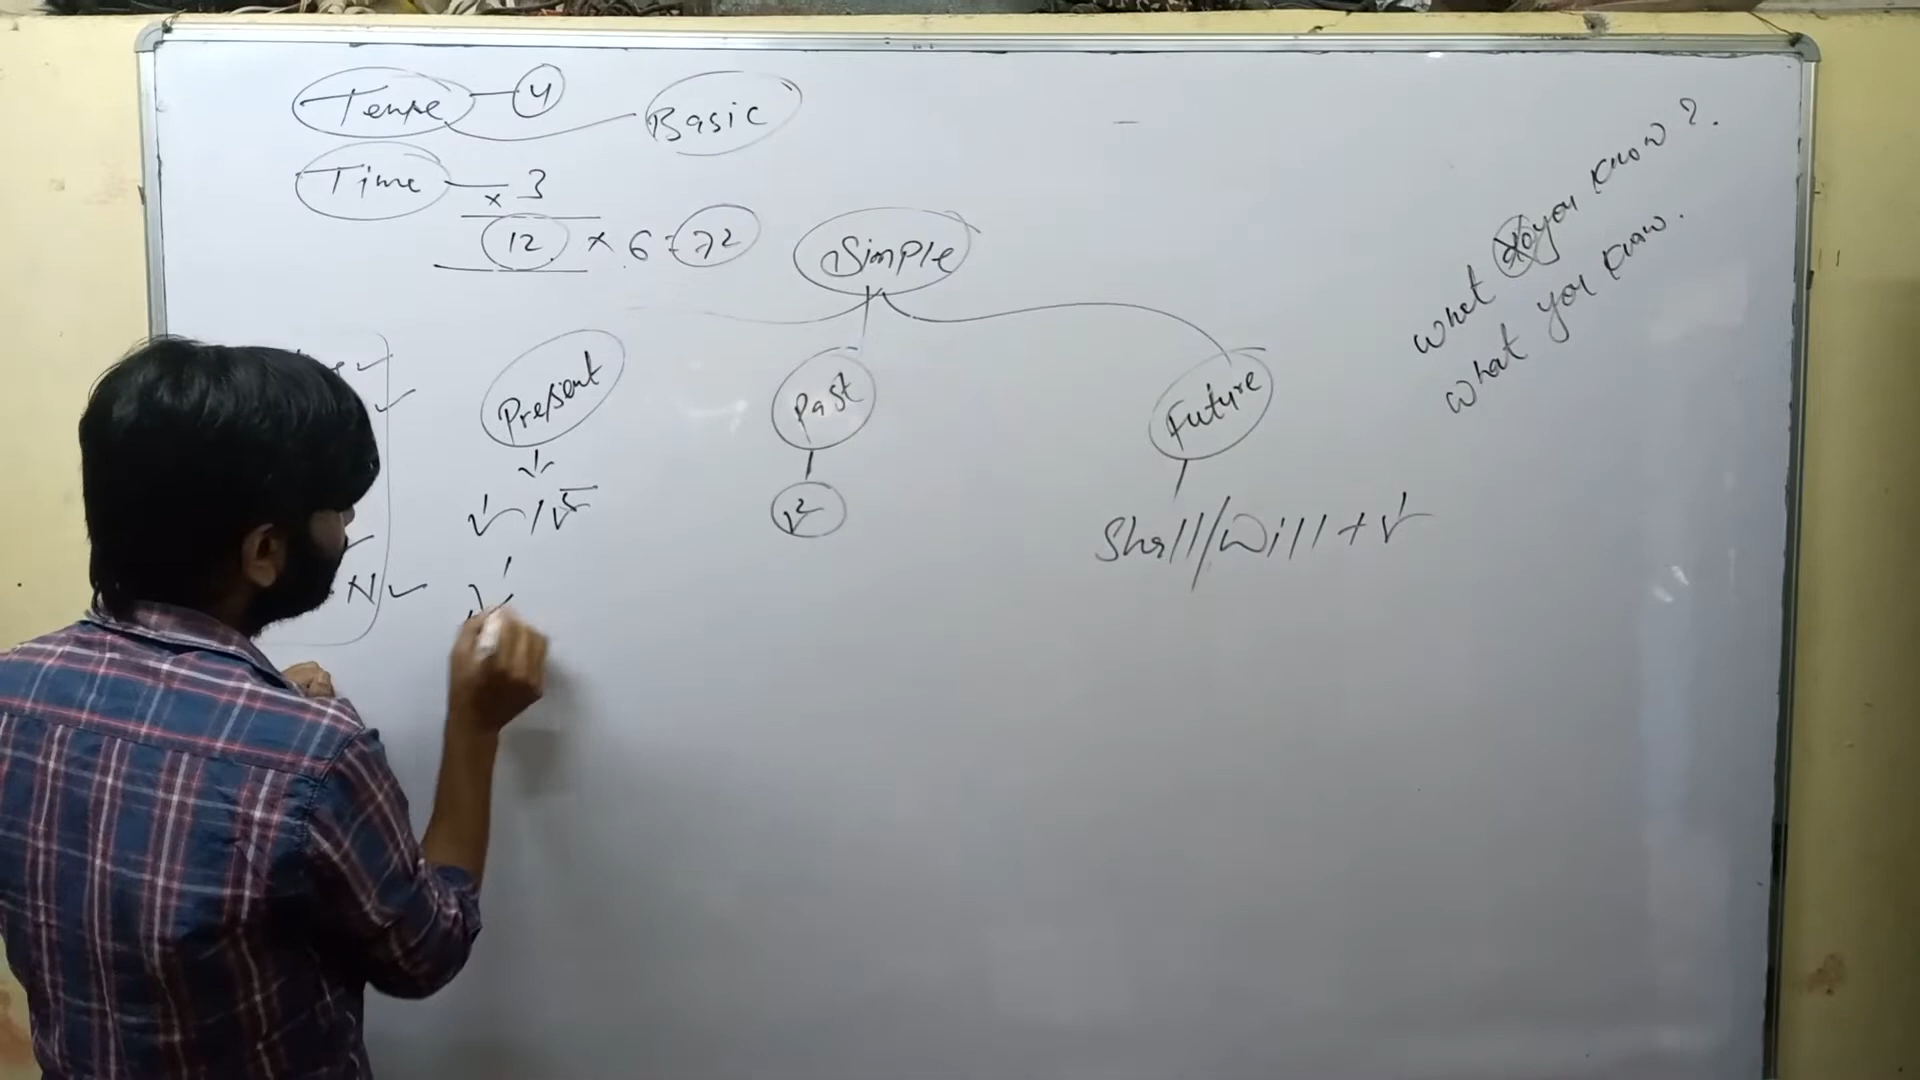 Tense — 4
Basic
Time — 3
×
12 × 6 = 72
Simple
Present
Past
Future
V¹ / V⁵
V²
Shall/Will + V¹
N
V¹
What do you know?
What you know.